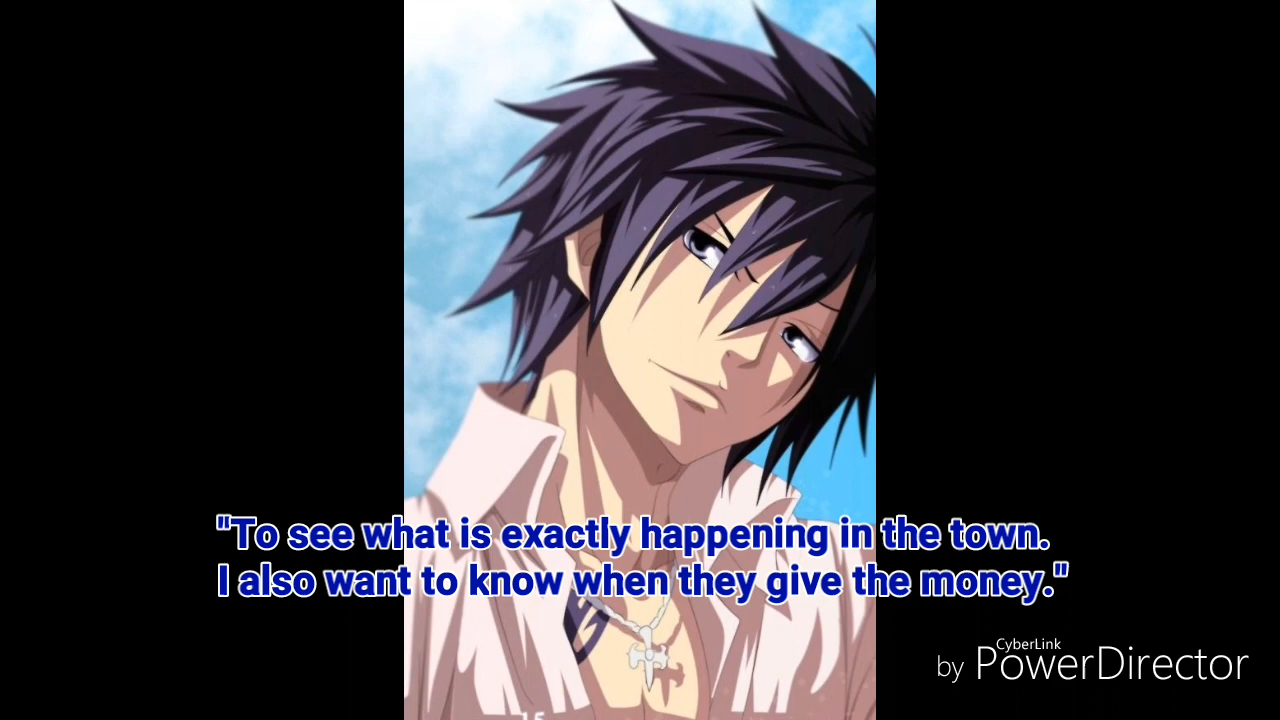 "To see what is exactly happening in the town.
I also want to know when they give the money."
CyberLink
by PowerDirector
15